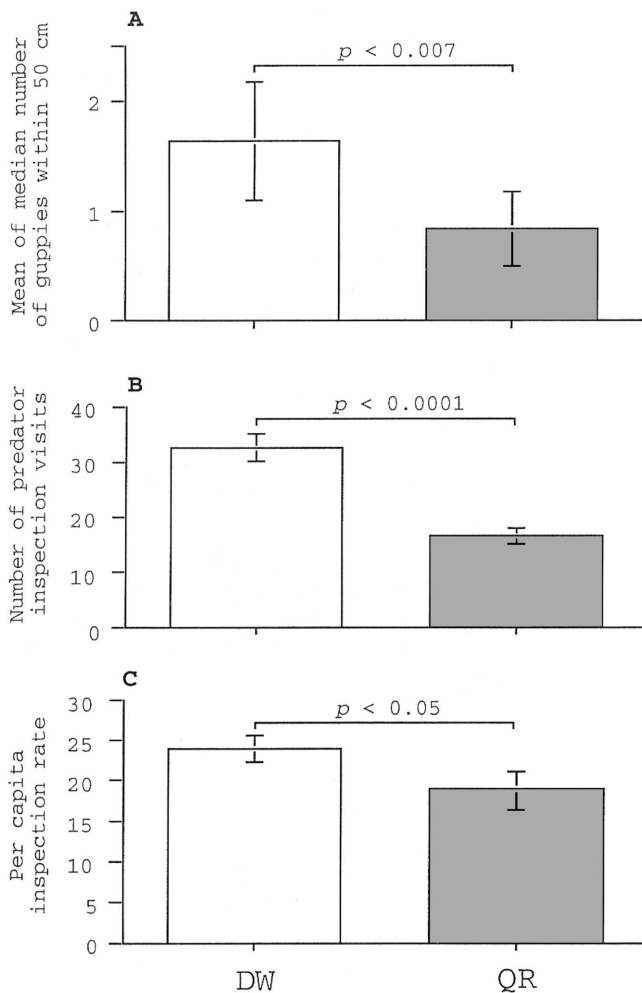 A
Mean of median number
of guppies within 50 cm
2
1
0
p < 0.007
B
Number of predator
inspection visits
40
30
20
10
0
p < 0.0001
C
Per capita
inspection rate
30
25
20
15
10
5
0
p < 0.05
DW
QR